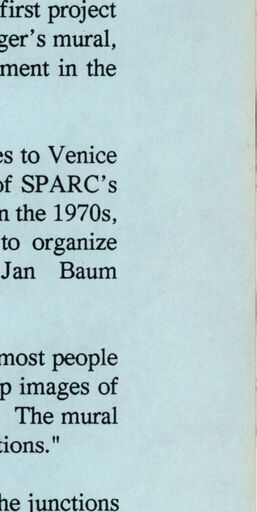 first project
ger's mural,
ment in the
es to Venice
of SPARC's
n the 1970s,
to organize
Jan Baum
most people
p images of
The mural
tions."
he junctions